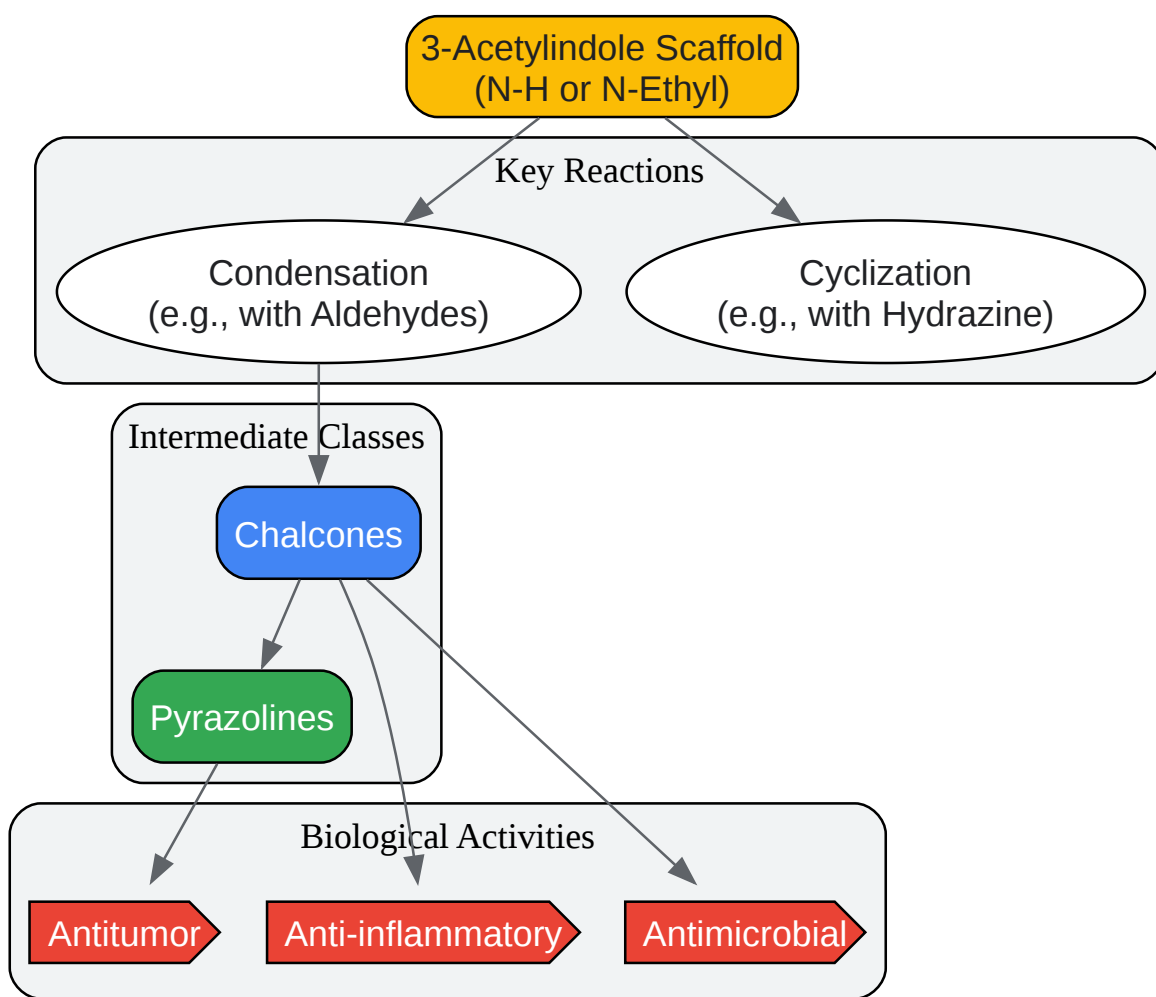 3-Acetylindole Scaffold
(N-H or N-Ethyl)
Key Reactions
Condensation
(e.g., with Aldehydes)
Cyclization
(e.g., with Hydrazine)
Intermediate Classes
Chalcones
Pyrazolines
Biological Activities
Antitumor
Anti-inflammatory
Antimicrobial